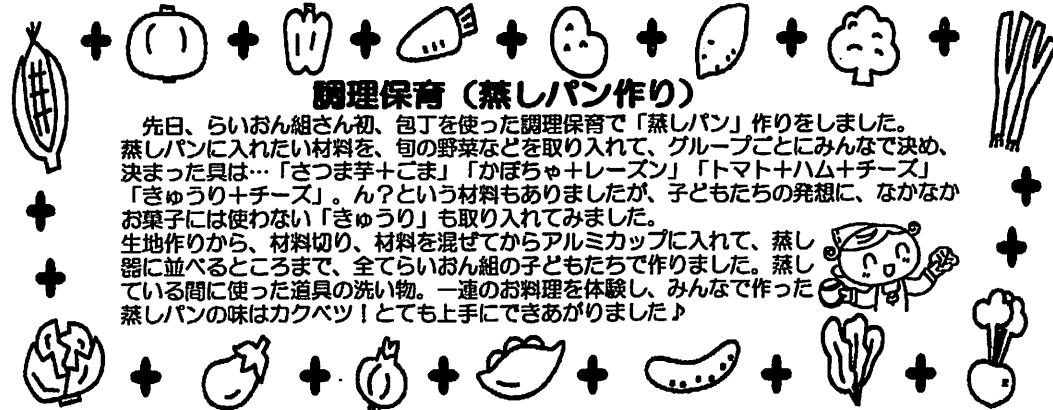 調理保育（蒸しパン作り）
先日、らいおん組さん初、包丁を使った調理保育で「蒸しパン」作りをしました。
蒸しパンに入れたい材料を、旬の野菜などを取り入れて、グループごとにみんなで決め、
決まった具は…「さつま芋＋ごま」「かぼちゃ＋レーズン」「トマト＋ハム＋チーズ」
「きゅうり＋チーズ」。ん？という材料もありましたが、子どもたちの発想に、なかなか
お菓子には使わない「きゅうり」も取り入れてみました。
生地作りから、材料切り、材料を混ぜてからアルミカップに入れて、蒸し
器に並べるところまで、全てらいおん組の子どもたちで作りました。蒸し
ている間に使った道具の洗い物。一連のお料理を体験し、みんなで作った
蒸しパンの味はカクベツ！とても上手にできあがりました♪